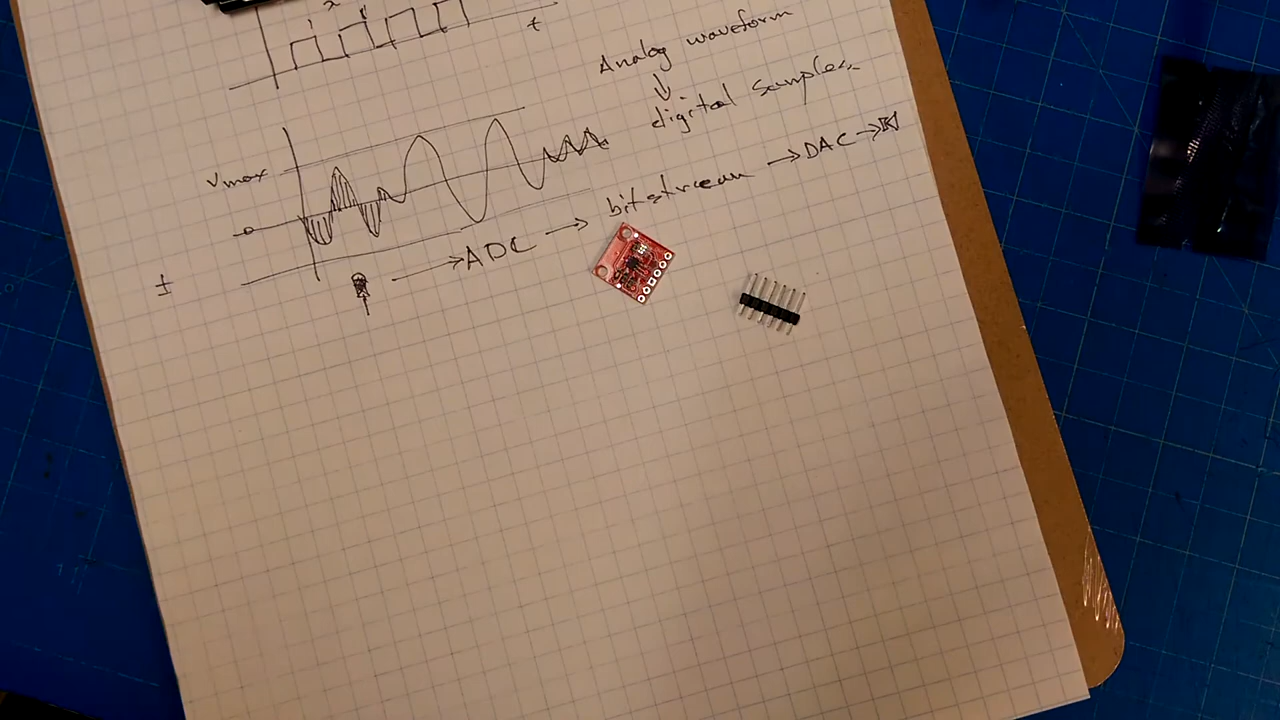 t
Analog waveform
↓
digital samples
Vmax
0
→ ADC → bitstream → DAC →
±